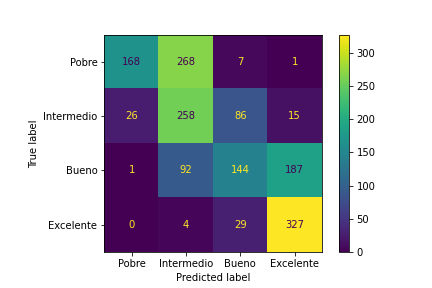 Pobre 168 268 7 1
Intermedio 26 258 86 15
Bueno 1 92 144 187
Excelente 0 4 29 327
Pobre Intermedio Bueno Excelente
Predicted label
True label
300
250
200
150
100
50
0